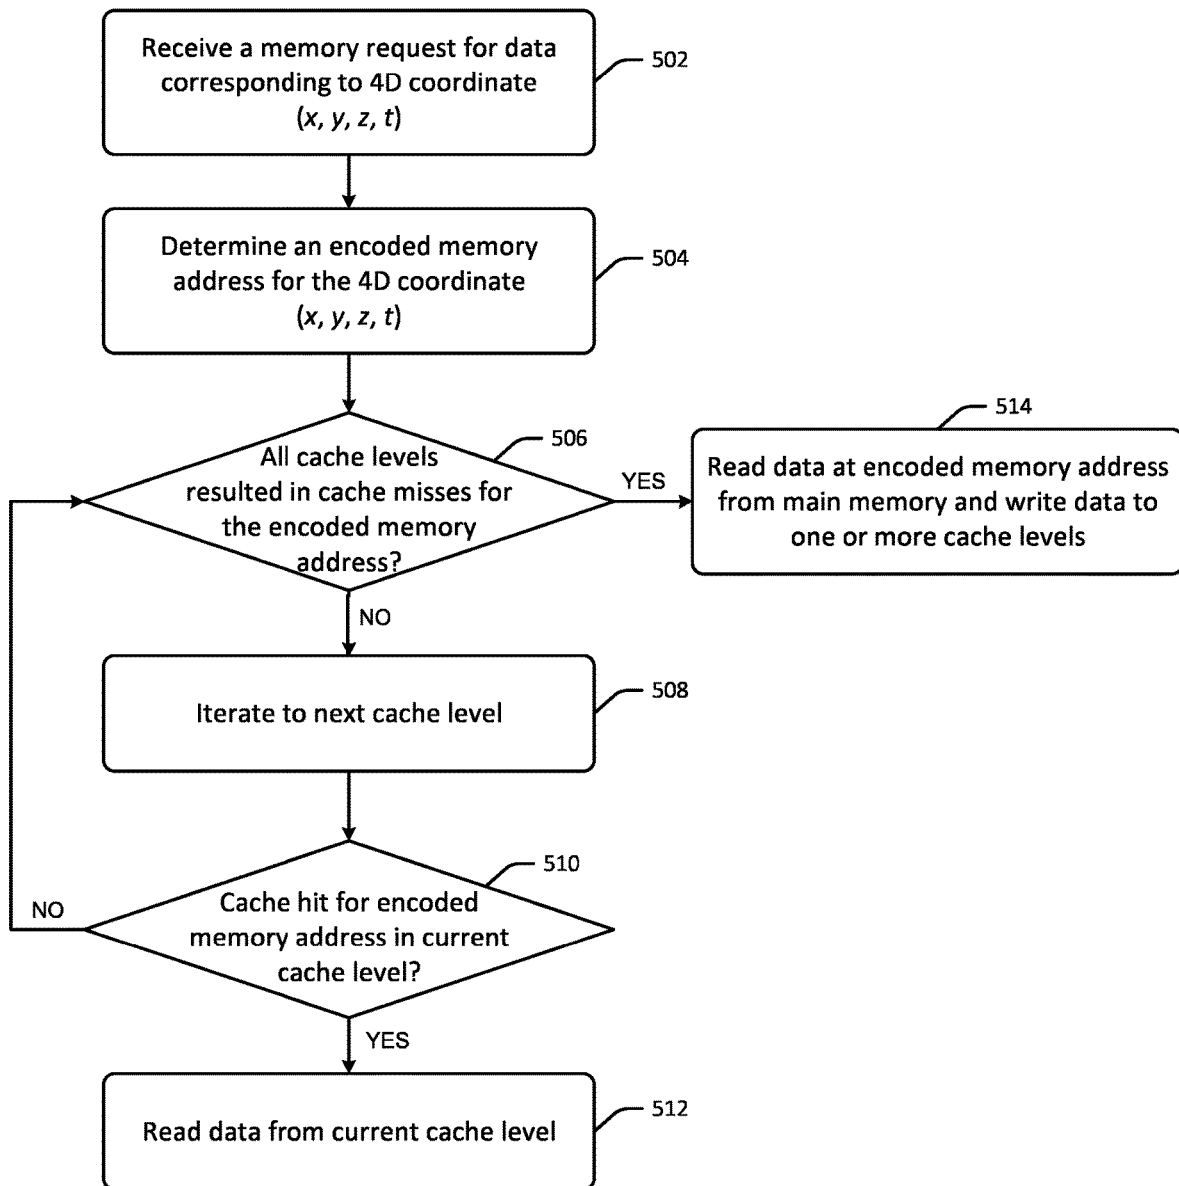 Receive a memory request for data
corresponding to 4D coordinate
(x, y, z, t)
502
Determine an encoded memory
address for the 4D coordinate
(x, y, z, t)
504
All cache levels
resulted in cache misses for
the encoded memory
address?
506
YES
514
Read data at encoded memory address
from main memory and write data to
one or more cache levels
NO
Iterate to next cache level
508
Cache hit for encoded
memory address in current
cache level?
510
NO
YES
Read data from current cache level
512